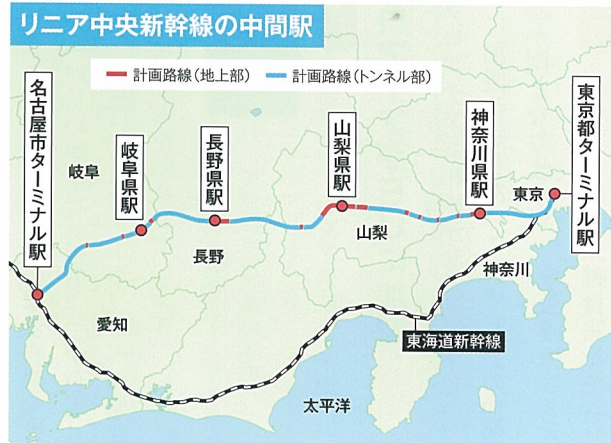 リニア中央新幹線の中間駅
計画路線(地上部)
計画路線(トンネル部)
名古屋市ターミナル駅
岐阜県駅
長野県駅
山梨県駅
神奈川県駅
東京都ターミナル駅
岐阜
東京
山梨
長野
神奈川
愛知
東海道新幹線
太平洋